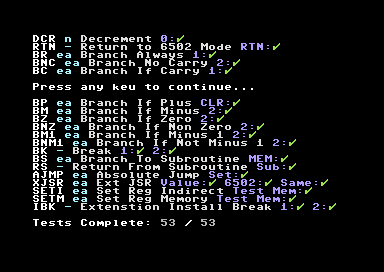 DCR n Decrement 0:✓
RTN - Return to 6502 Mode RTN:✓
BR ea Branch Always 1:✓
BNC ea Branch No Carry 2:✓
BC ea Branch If Carry 1:✓
Press any keu to continue...
BP ea Branch If Plus CLR:✓
BM ea Branch If Minus 2:✓
BZ ea Branch If Zero 2:✓
BNZ ea Branch If Non Zero 2:✓
BM1 ea Branch If Minus 1 2:✓
BNM1 ea Branch If Not Minus 1 2:✓
BK - Break 1:✓ 2:✓
BS ea Branch To Subroutine MEM:✓
RS - Return From Subroutine Sub:✓
AJMP ea Absolute Jump Set:✓
XJSR ea Ext JSR Value:✓ 6502:✓ Same:✓
SETI ea Set Reg Indirect Test Mem:✓
SETM ea Set Reg Memory Test Mem:✓
IBK - Extenstion Install Break 1:✓ 2:✓
Tests Complete: 53 / 53